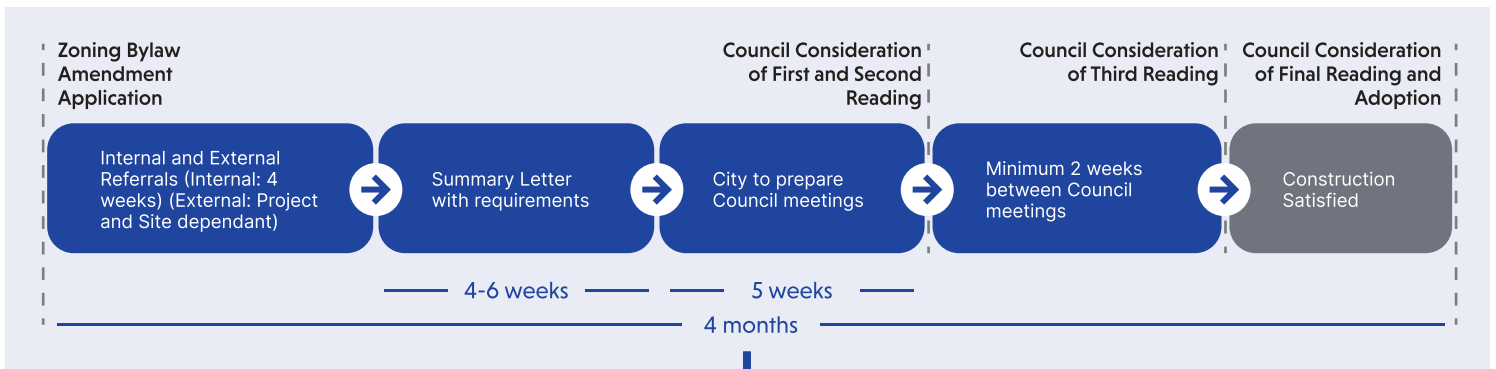 Zoning Bylaw
Amendment
Application
Council Consideration
of First and Second
Reading
Council Consideration
of Third Reading
Council Consideration
of Final Reading and
Adoption
Internal and External
Referrals (Internal: 4
weeks) (External: Project
and Site dependant)
Summary Letter
with requirements
City to prepare
Council meetings
Minimum 2 weeks
between Council
meetings
Construction
Satisfied
4-6 weeks
5 weeks
4 months